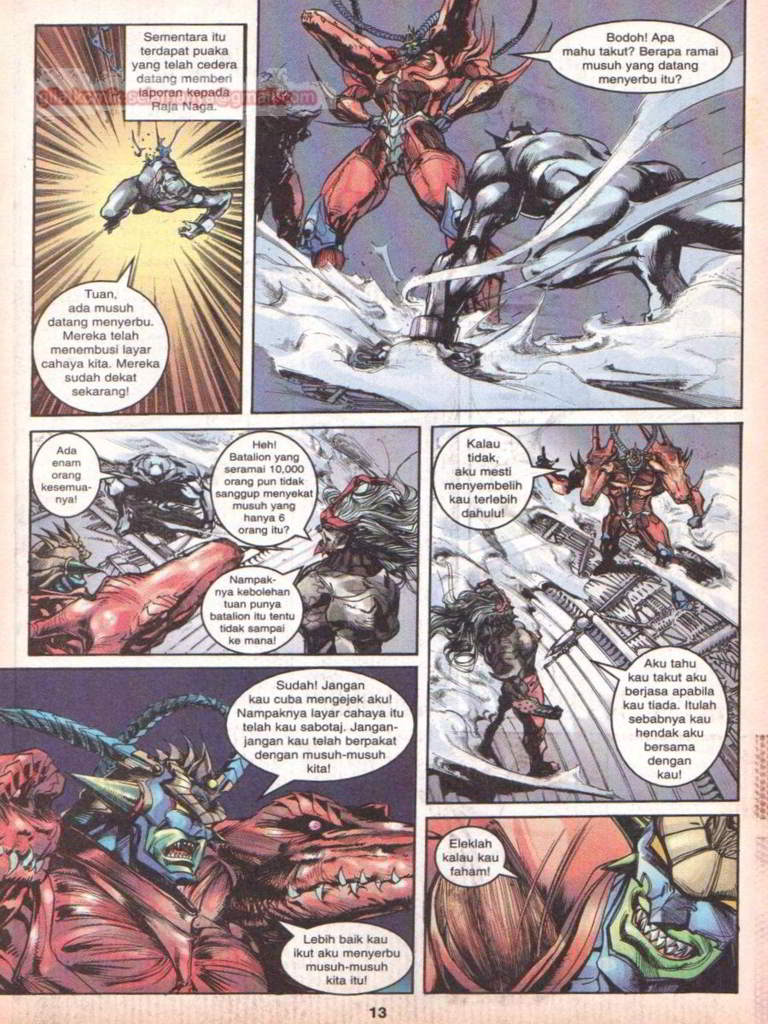 Sementara itu
terdapat puaka
yang telah cedera
datang memberi
laporan kepada
Raja Naga.
Tuan,
ada musuh
datang menyerbu.
Mereka telah
menembusi layar
cahaya kita. Mereka
sudah dekat
sekarang!
Bodoh! Apa
mahu takut? Berapa ramai
musuh yang datang
menyerbu itu?
Ada
enam
orang
kesemua-
nya!
Heh!
Batalion yang
seramai 10,000
orang pun tidak
sanggup menyekat
musuh yang
hanya 6
orang itu?
Nampak-
nya kebolehan
tuan punya
batalion itu tentu
tidak sampai
ke mana!
Kalau
tidak,
aku mesti
menyembelih
kau terlebih
dahulu!
Aku tahu
kau takut aku
berjasa apabila
kau tiada. Itulah
sebabnya kau
hendak aku
bersama
dengan
kau!
Sudah! Jangan
kau cuba mengejek aku!
Nampaknya layar cahaya itu
telah kau sabotaj. Jangan-
jangan kau telah berpakat
dengan musuh-musuh
kita!
Lebih baik kau
ikut aku menyerbu
musuh-musuh
kita itu!
Eleklah
kalau kau
faham!
13